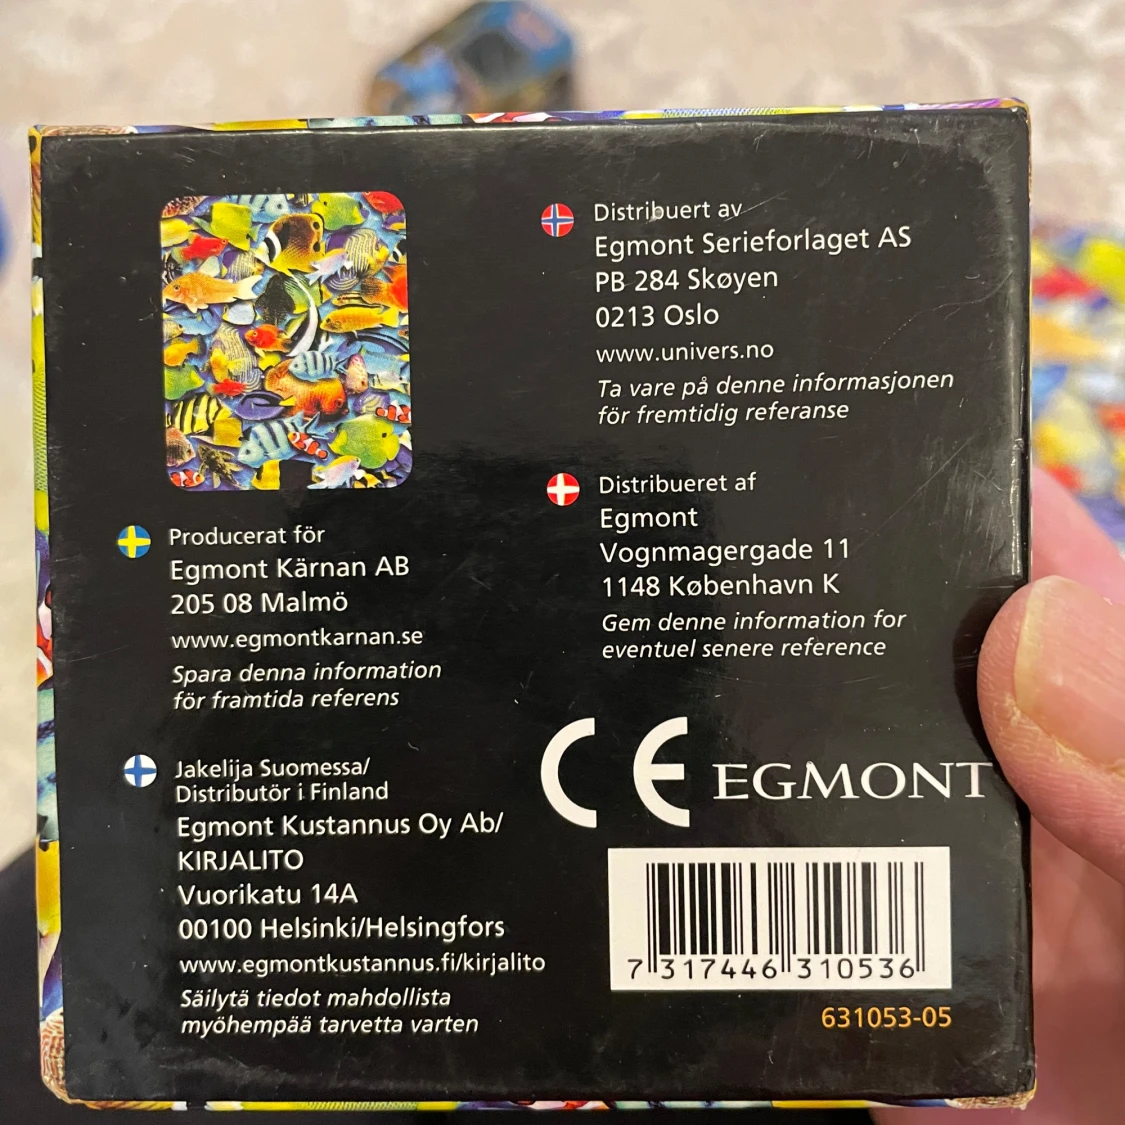 Producerat för
Egmont Kärnan AB
205 08 Malmö
www.egmontkarnan.se
Spara denna information
för framtida referens
Jakelija Suomessa/
Distributör i Finland
Egmont Kustannus Oy Ab/
KIRJALITO
Vuorikatu 14A
00100 Helsinki/Helsingfors
www.egmontkustannus.fi/kirjalito
Säilytä tiedot mahdollista
myöhempää tarvetta varten
Distribuert av
Egmont Serieforlaget AS
PB 284 Skøyen
0213 Oslo
www.univers.no
Ta vare på denne informasjonen
för fremtidig referanse
Distribueret af
Egmont
Vognmagergade 11
1148 København K
Gem denne information for
eventuel senere reference
CE EGMONT
7 317446 310536
631053-05